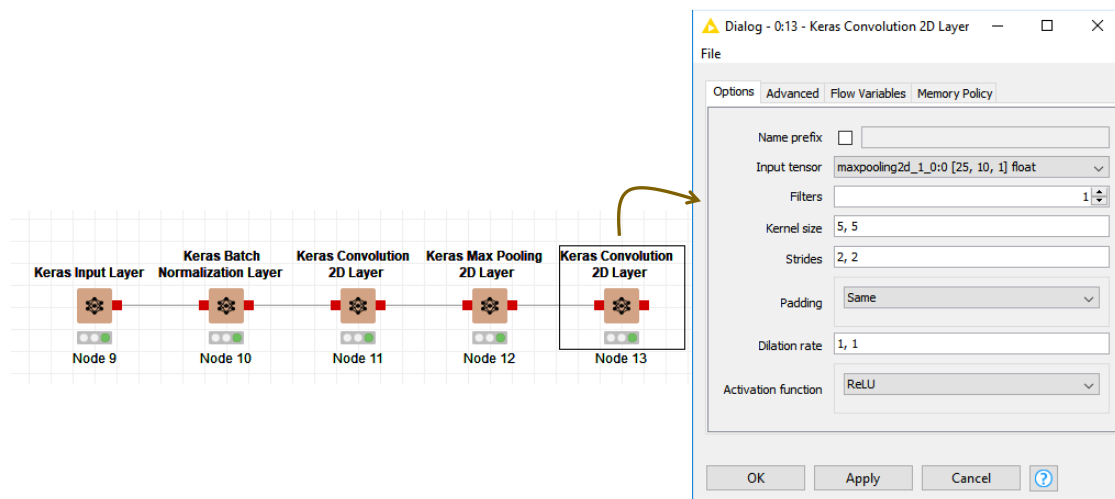 Dialog - 0:13 - Keras Convolution 2D Layer
File
Options Advanced Flow Variables Memory Policy
Name prefix
Input tensor maxpooling2d_1_0:0 [25, 10, 1] float
Filters 1
Kernel size 5, 5
Strides 2, 2
Padding Same
Dilation rate 1, 1
Activation function ReLU
OK Apply Cancel ?
Keras Input Layer
Node 9
Keras Batch
Normalization Layer
Node 10
Keras Convolution
2D Layer
Node 11
Keras Max Pooling
2D Layer
Node 12
Keras Convolution
2D Layer
Node 13